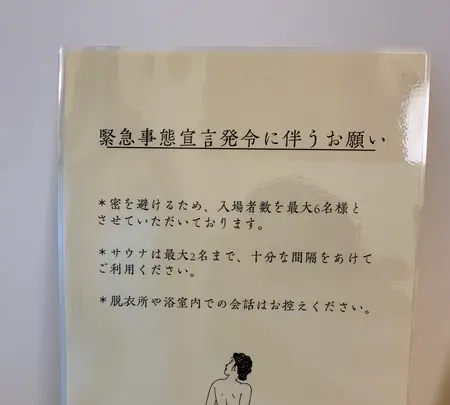 緊急事態宣言発令に伴うお願い
*密を避けるため、入場者数を最大6名様と
させていただいております。
*サウナは最大2名まで、十分な間隔をあけて
ご利用ください。
*脱衣所や浴室内での会話はお控えください。